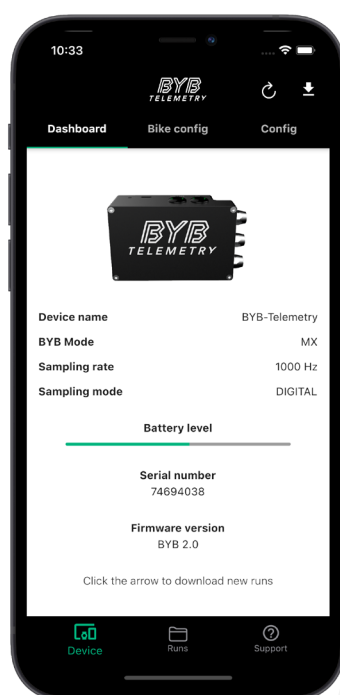 10:33
BYB
TELEMETRY
Dashboard Bike config Config
BYB
TELEMETRY
Device name BYB-Telemetry
BYB Mode MX
Sampling rate 1000 Hz
Sampling mode DIGITAL
Battery level
Serial number
74694038
Firmware version
BYB 2.0
Click the arrow to download new runs
Device Runs Support